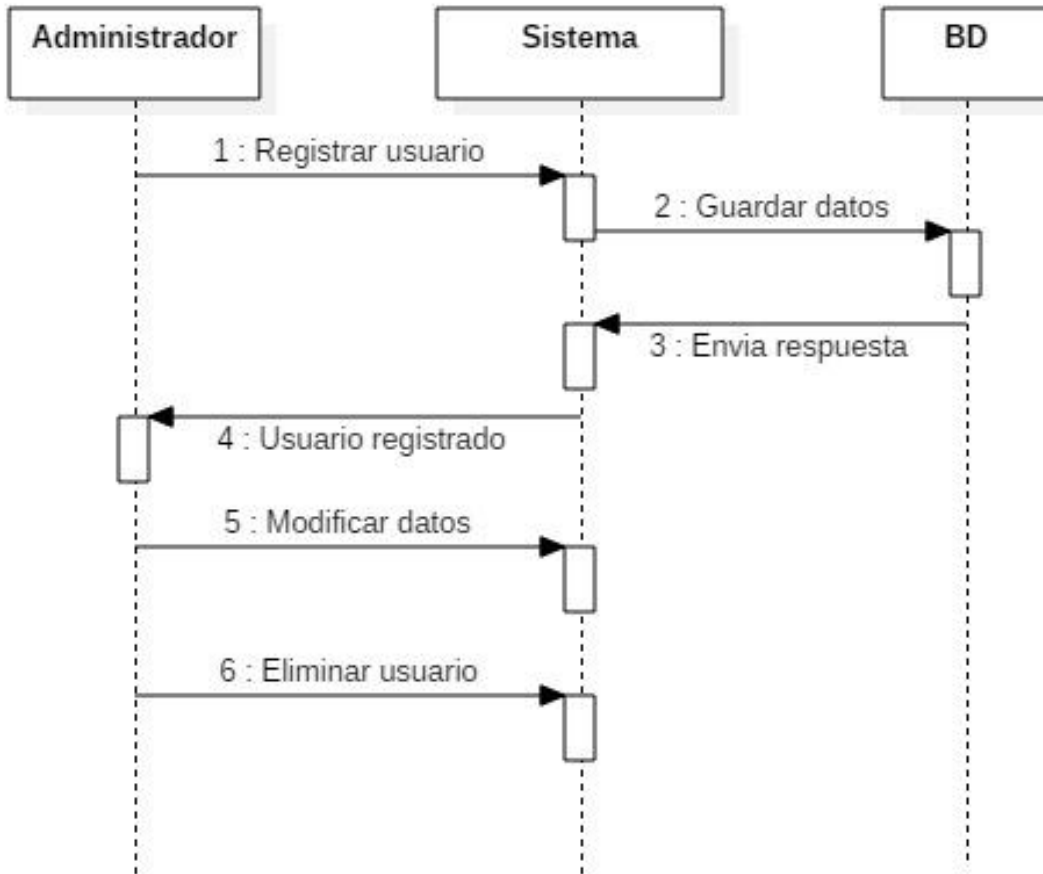 Administrador
Sistema
BD
1 : Registrar usuario
2 : Guardar datos
3 : Envia respuesta
4 : Usuario registrado
5 : Modificar datos
6 : Eliminar usuario